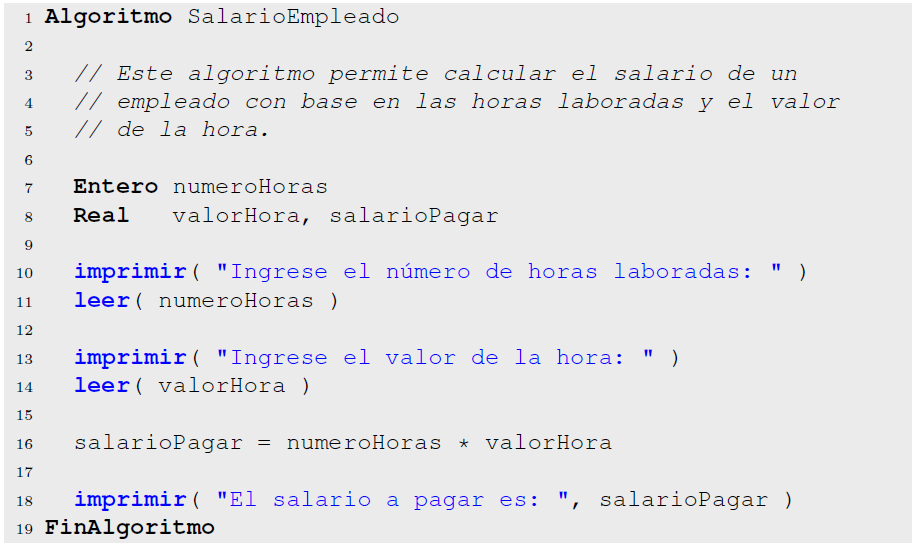 1 Algoritmo SalarioEmpleado
2
3 // Este algoritmo permite calcular el salario de un
4 // empleado con base en las horas laboradas y el valor
5 // de la hora.
6
7 Entero numeroHoras
8 Real valorHora, salarioPagar
9
10 imprimir( "Ingrese el número de horas laboradas: " )
11 leer( numeroHoras )
12
13 imprimir( "Ingrese el valor de la hora: " )
14 leer( valorHora )
15
16 salarioPagar = numeroHoras * valorHora
17
18 imprimir( "El salario a pagar es: ", salarioPagar )
19 FinAlgoritmo